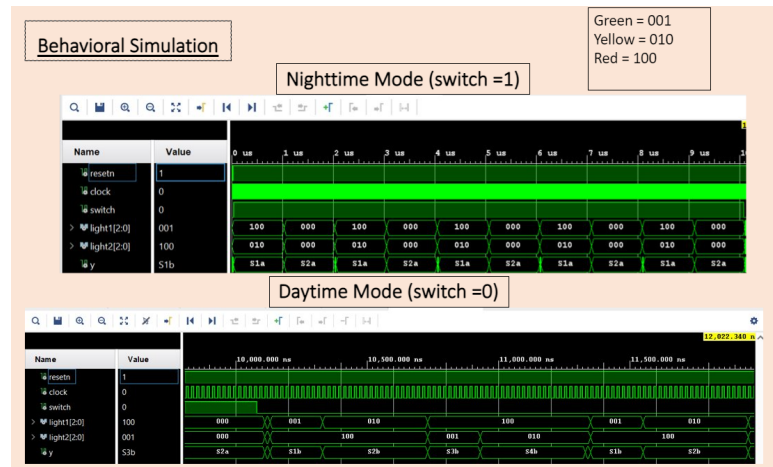 Behavioral Simulation
Green = 001
Yellow = 010
Red = 100
Nighttime Mode (switch =1)
Name Value 0 us 1 us 2 us 3 us 4 us 5 us 6 us 7 us 8 us 9 us
resetn 1
clock 0
switch 0
light1[2:0] 001 100 000 100 000 100 000 100 000 100 000
light2[2:0] 100 010 000 010 000 010 000 010 000 010 000
y S1b S1a S2a S1a S2a S1a S2a S1a S2a S1a S2a
Daytime Mode (switch =0)
12,022.340 n
Name Value 10,000.000 ns 10,500.000 ns 11,000.000 ns 11,500.000 ns
resetn 1
clock 0
switch 0
light1[2:0] 100 000 001 010 100 001 010
light2[2:0] 001 000 100 001 010 100
y S3b S2a S1b S2b S3b S4b S1b S2b